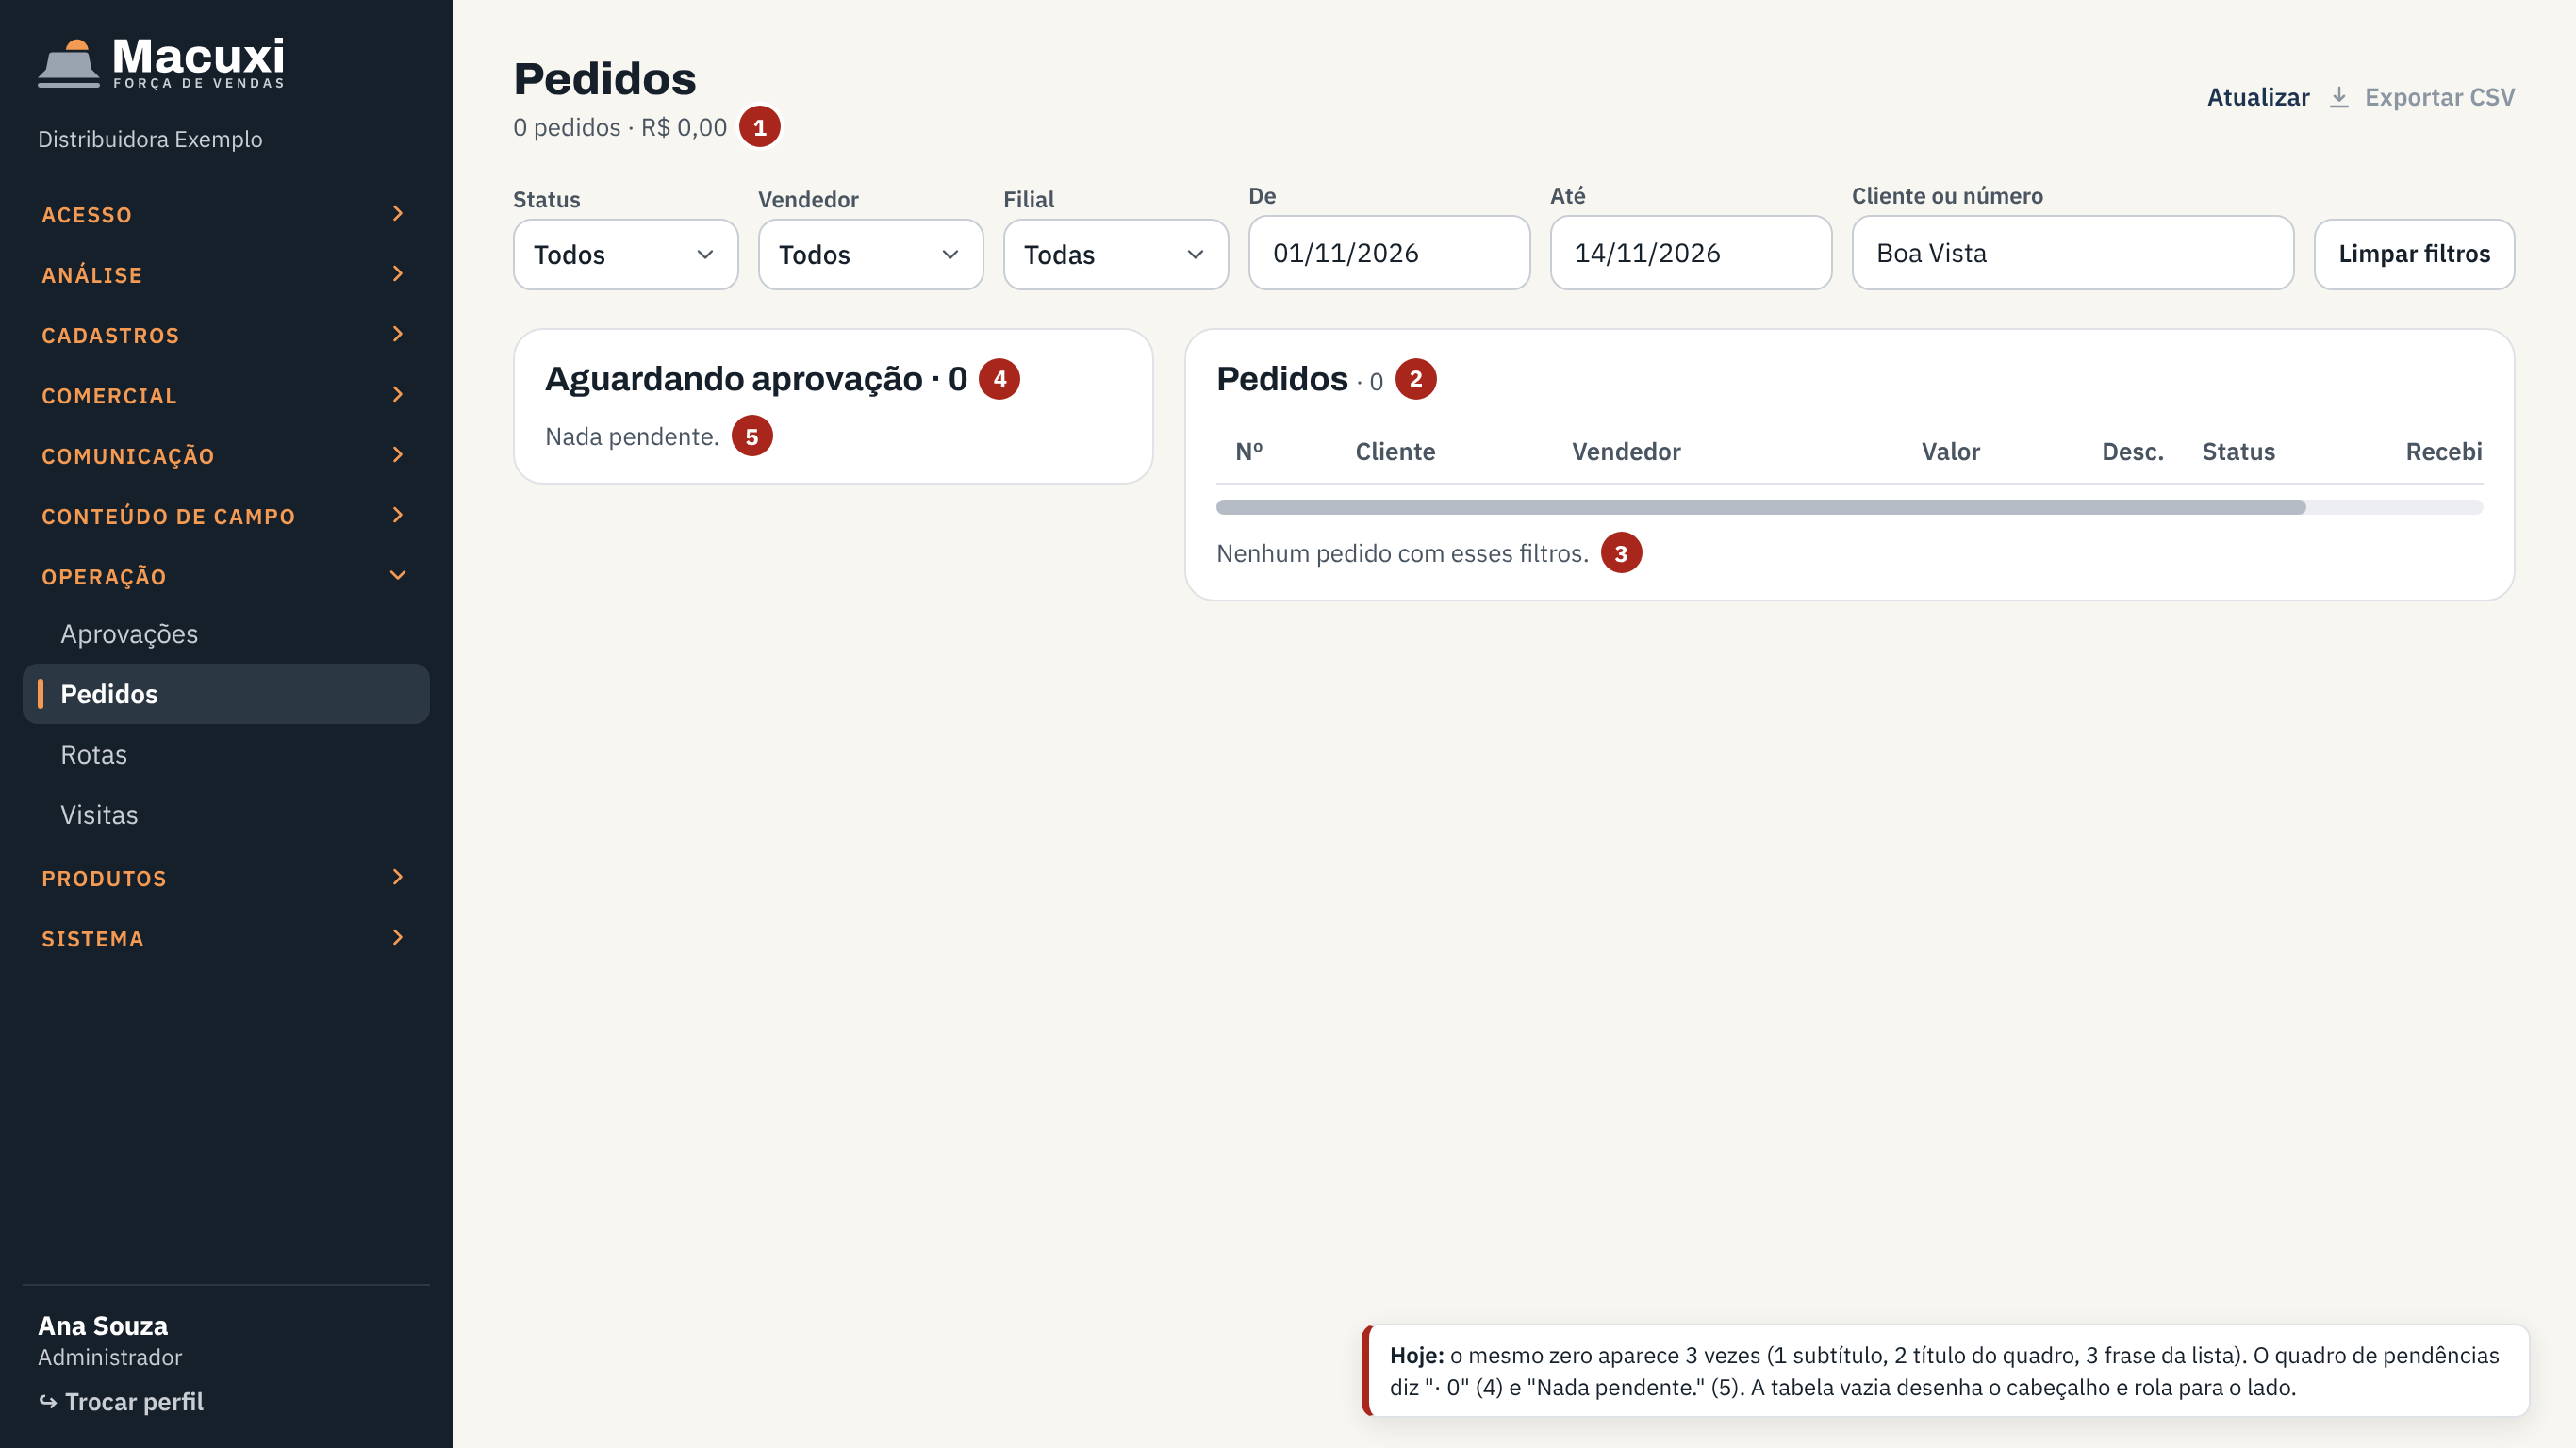 Macuxi
FORÇA DE VENDAS
Distribuidora Exemplo
ACESSO
ANÁLISE
CADASTROS
COMERCIAL
COMUNICAÇÃO
CONTEÚDO DE CAMPO
OPERAÇÃO
Aprovações
Pedidos
Rotas
Visitas
PRODUTOS
SISTEMA
Ana Souza
Administrador
Trocar perfil
Pedidos
0 pedidos · R$ 0,00 1
Atualizar Exportar CSV
Status Vendedor Filial De Até Cliente ou número
Todos Todos Todas 01/11/2026 14/11/2026 Boa Vista Limpar filtros
Aguardando aprovação · 0 4
Nada pendente. 5
Pedidos · 0 2
Nº Cliente Vendedor Valor Desc. Status Recebi
Nenhum pedido com esses filtros. 3
Hoje: o mesmo zero aparece 3 vezes (1 subtítulo, 2 título do quadro, 3 frase da lista). O quadro de pendências
diz "· 0" (4) e "Nada pendente." (5). A tabela vazia desenha o cabeçalho e rola para o lado.